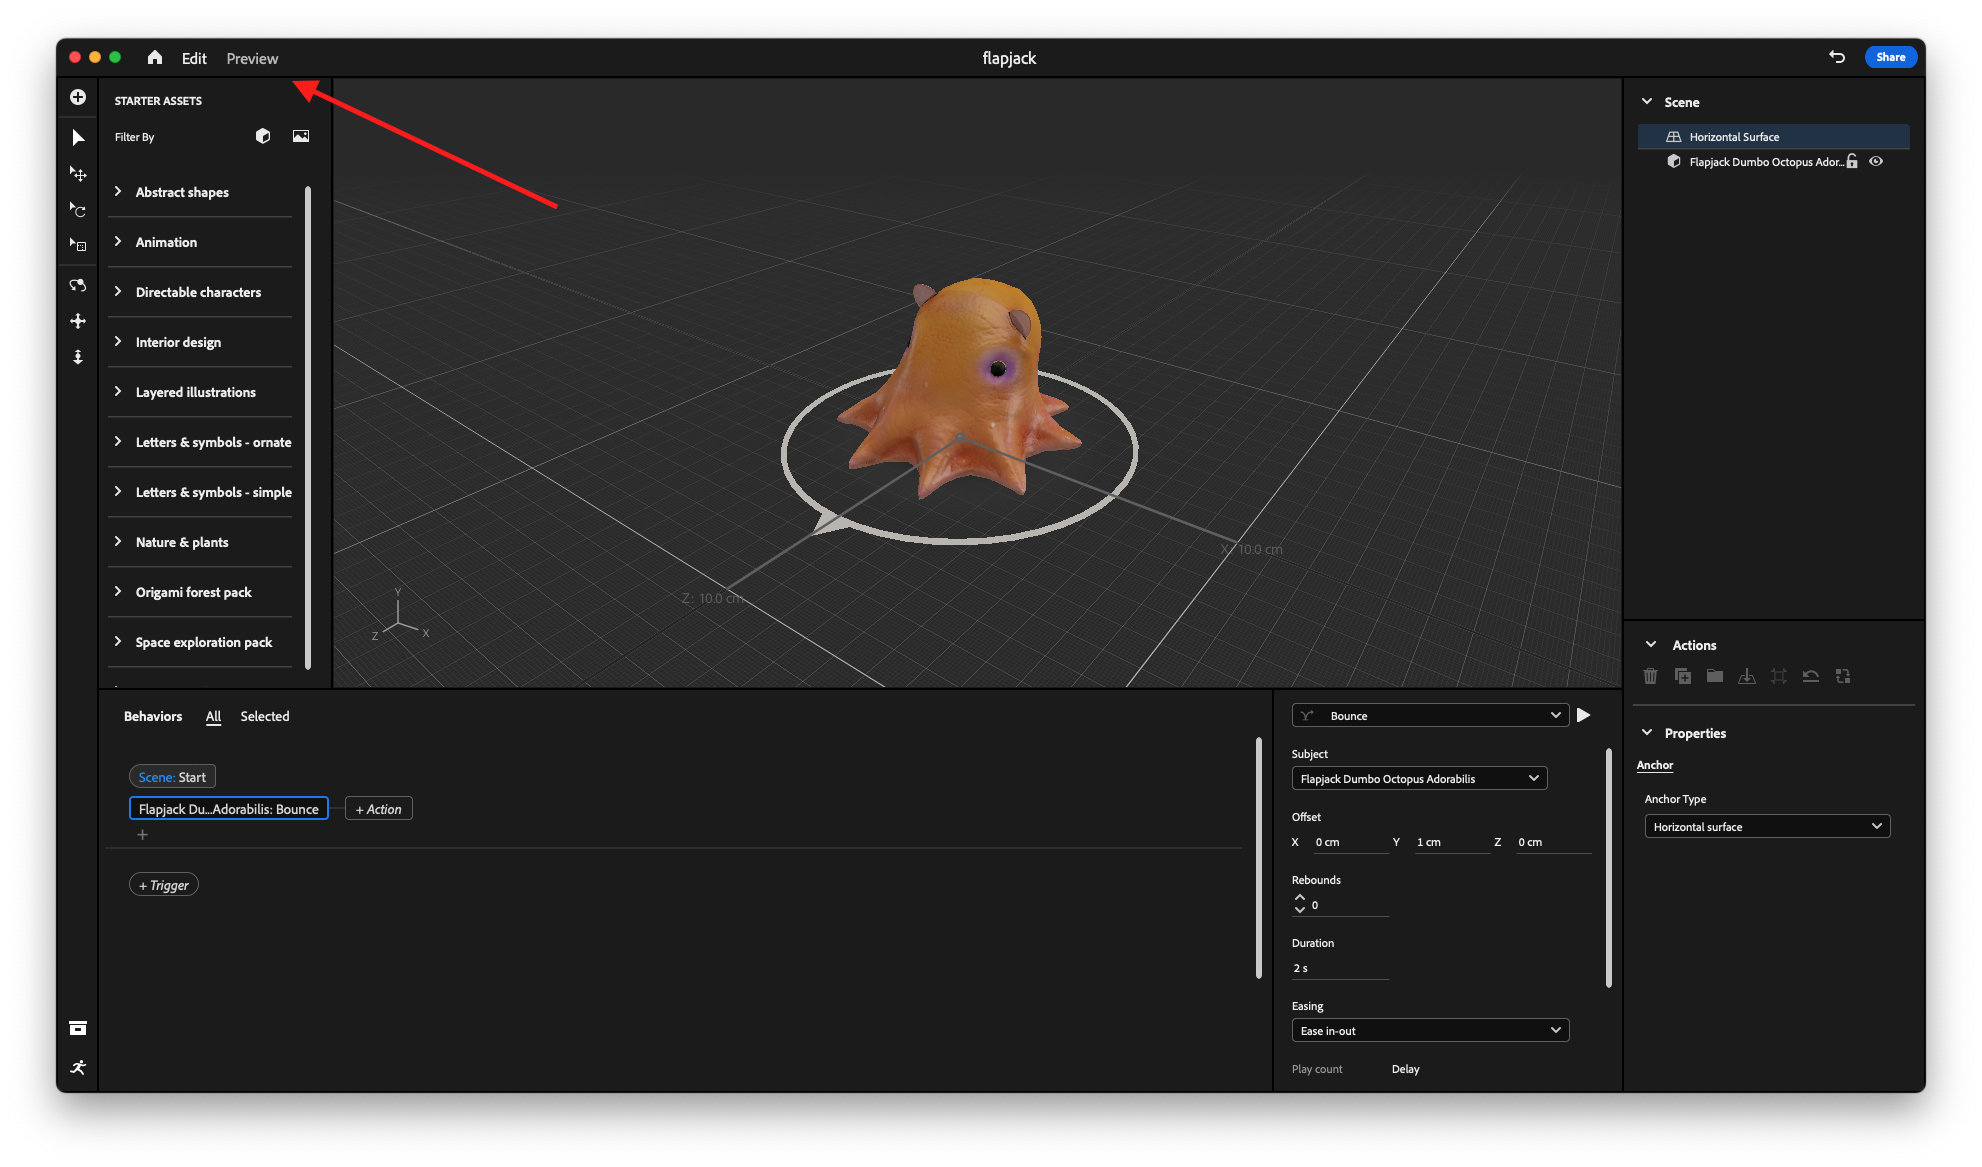 Edit Preview
flapjack
Share
STARTER ASSETS
Filter By
Abstract shapes
Animation
Directable characters
Interior design
Layered illustrations
Letters & symbols - ornate
Letters & symbols - simple
Nature & plants
Origami forest pack
Space exploration pack
X: 10.0 cm
Z: 10.0 cm
Y
Z
X
Scene
Horizontal Surface
Flapjack Dumbo Octopus Ador...
Actions
Properties
Anchor
Anchor Type
Horizontal surface
Behaviors All Selected
Scene: Start
Flapjack Du...Adorabilis: Bounce
+ Action
+
+ Trigger
Bounce
Subject
Flapjack Dumbo Octopus Adorabilis
Offset
X 0 cm Y 1 cm Z 0 cm
Rebounds
0
Duration
2 s
Easing
Ease in-out
Play count Delay